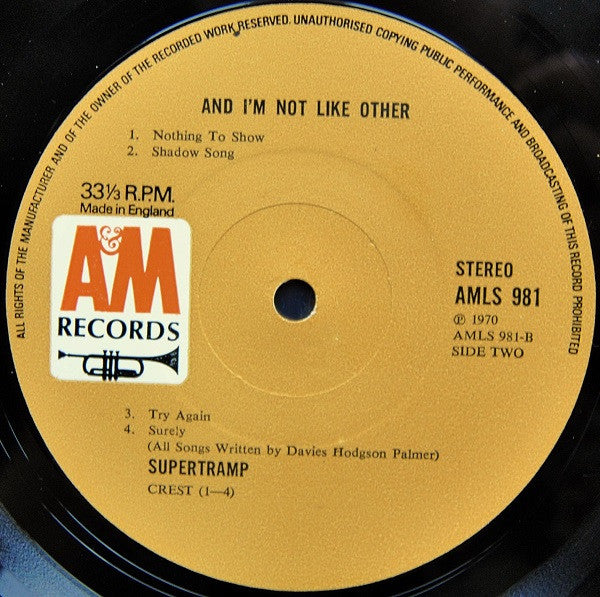 ALL RIGHTS OF THE MANUFACTURER AND OF THE OWNER OF THE RECORDED WORK RESERVED. UNAUTHORISED COPYING PUBLIC PERFORMANCE AND BROADCASTING OF THIS RECORD PROHIBITED
AND I'M NOT LIKE OTHER
1. Nothing To Show
2. Shadow Song
33⅓ R.P.M.
Made in England
A&M
RECORDS
STEREO
AMLS 981
℗ 1970
AMLS 981-B
SIDE TWO
3. Try Again
4. Surely
(All Songs Written by Davies Hodgson Palmer)
SUPERTRAMP
CREST (1—4)